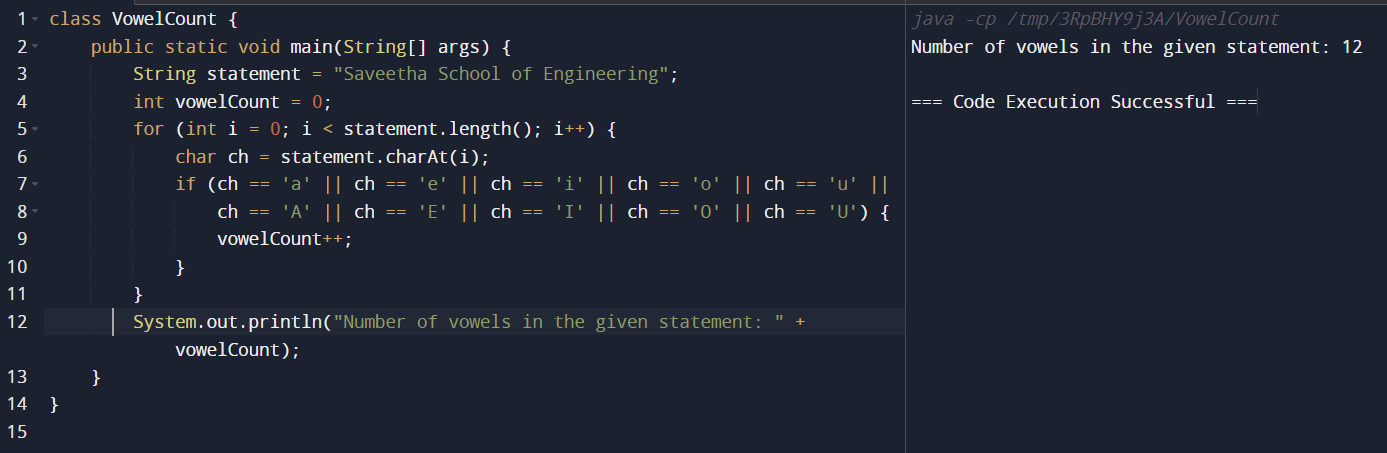 1 class VowelCount {
2     public static void main(String[] args) {
3         String statement = "Saveetha School of Engineering";
4         int vowelCount = 0;
5         for (int i = 0; i < statement.length(); i++) {
6             char ch = statement.charAt(i);
7             if (ch == 'a' || ch == 'e' || ch == 'i' || ch == 'o' || ch == 'u' ||
8                 ch == 'A' || ch == 'E' || ch == 'I' || ch == 'O' || ch == 'U') {
9                 vowelCount++;
10             }
11         }
12         System.out.println("Number of vowels in the given statement: " +
            vowelCount);
13     }
14 }
15
java -cp /tmp/3RpBHY9j3A/VowelCount
Number of vowels in the given statement: 12
=== Code Execution Successful ===